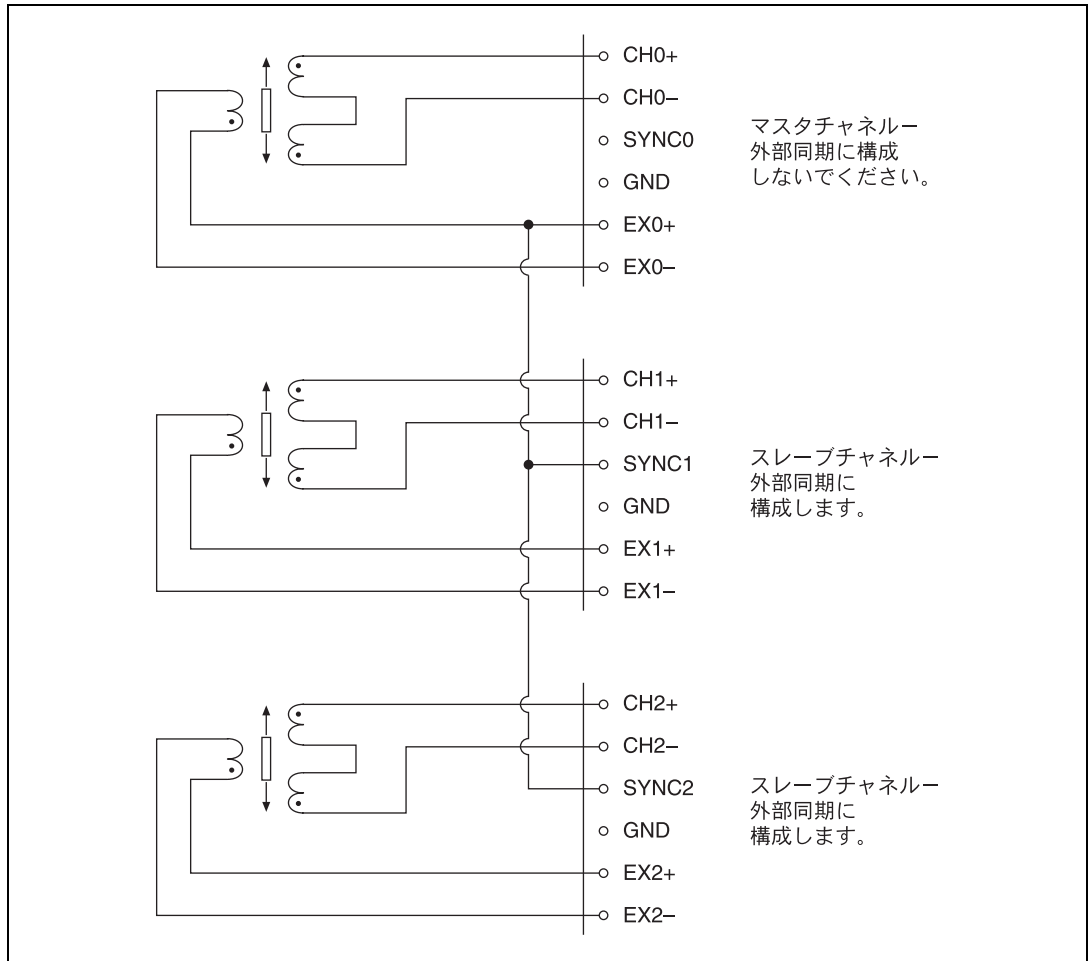 CH0+
CH0–
SYNC0
GND
EX0+
EX0–
マスタチャネルー
外部同期に構成
しないでください。
CH1+
CH1–
SYNC1
GND
EX1+
EX1–
スレーブチャネルー
外部同期に
構成します。
CH2+
CH2–
SYNC2
GND
EX2+
EX2–
スレーブチャネルー
外部同期に
構成します。